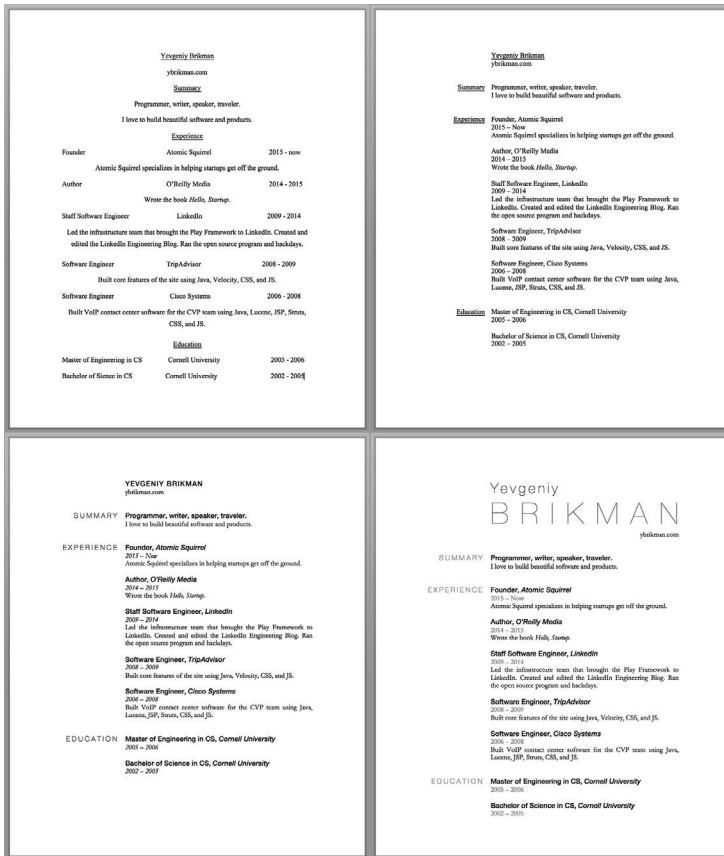 Yevgeniy Brikman
ybrikman.com
Summary
Programmer, writer, speaker, traveler.
I love to build beautiful software and products.
Experience
Founder Atomic Squirrel 2015 - now
Atomic Squirrel specializes in helping startups get off the ground.
Author O'Reilly Media 2014 - 2015
Wrote the book Hello, Startup.
Staff Software Engineer LinkedIn 2009 - 2014
Led the infrastructure team that brought the Play Framework to LinkedIn. Created and
edited the LinkedIn Engineering Blog. Ran the open source program and hackdays.
Software Engineer TripAdvisor 2008 - 2009
Built core features of the site using Java, Velocity, CSS, and JS.
Software Engineer Cisco Systems 2006 - 2008
Built VoIP contact center software for the CVP team using Java, Lucene, JSP, Struts,
CSS, and JS.
Education
Master of Engineering in CS Cornell University 2005 - 2006
Bachelor of Sience in CS Cornell University 2002 - 2005
Yevgeniy Brikman
ybrikman.com
Summary Programmer, writer, speaker, traveler.
I love to build beautiful software and products.
Experience Founder, Atomic Squirrel
2015 – Now
Atomic Squirrel specializes in helping startups get off the ground.
Author, O'Reilly Media
2014 – 2015
Wrote the book Hello, Startup.
Staff Software Engineer, LinkedIn
2009 – 2014
Led the infrastructure team that brought the Play Framework to
LinkedIn. Created and edited the LinkedIn Engineering Blog. Ran
the open source program and hackdays.
Software Engineer, TripAdvisor
2008 – 2009
Built core features of the site using Java, Velocity, CSS, and JS.
Software Engineer, Cisco Systems
2006 – 2008
Built VoIP contact center software for the CVP team using Java,
Lucene, JSP, Struts, CSS, and JS.
Education Master of Engineering in CS, Cornell University
2005 – 2006
Bachelor of Science in CS, Cornell University
2002 – 2005
YEVGENIY BRIKMAN
ybrikman.com
SUMMARY Programmer, writer, speaker, traveler.
I love to build beautiful software and products.
EXPERIENCE Founder, Atomic Squirrel
2015 – Now
Atomic Squirrel specializes in helping startups get off the ground.
Author, O'Reilly Media
2014 – 2015
Wrote the book Hello, Startup.
Staff Software Engineer, LinkedIn
2009 – 2014
Led the infrastructure team that brought the Play Framework to
LinkedIn. Created and edited the LinkedIn Engineering Blog. Ran
the open source program and hackdays.
Software Engineer, TripAdvisor
2008 – 2009
Built core features of the site using Java, Velocity, CSS, and JS.
Software Engineer, Cisco Systems
2006 – 2008
Built VoIP contact center software for the CVP team using Java,
Lucene, JSP, Struts, CSS, and JS.
EDUCATION Master of Engineering in CS, Cornell University
2005 – 2006
Bachelor of Science in CS, Cornell University
2002 – 2005
Yevgeniy
BRIKMAN
ybrikman.com
SUMMARY Programmer, writer, speaker, traveler.
I love to build beautiful software and products.
EXPERIENCE Founder, Atomic Squirrel
2015 – Now
Atomic Squirrel specializes in helping startups get off the ground.
Author, O'Reilly Media
2014 – 2015
Wrote the book Hello, Startup.
Staff Software Engineer, LinkedIn
2009 – 2014
Led the infrastructure team that brought the Play Framework to
LinkedIn. Created and edited the LinkedIn Engineering Blog. Ran
the open source program and hackdays.
Software Engineer, TripAdvisor
2008 – 2009
Built core features of the site using Java, Velocity, CSS, and JS.
Software Engineer, Cisco Systems
2006 – 2008
Built VoIP contact center software for the CVP team using Java,
Lucene, JSP, Struts, CSS, and JS.
EDUCATION Master of Engineering in CS, Cornell University
2005 – 2006
Bachelor of Science in CS, Cornell University
2002 – 2005